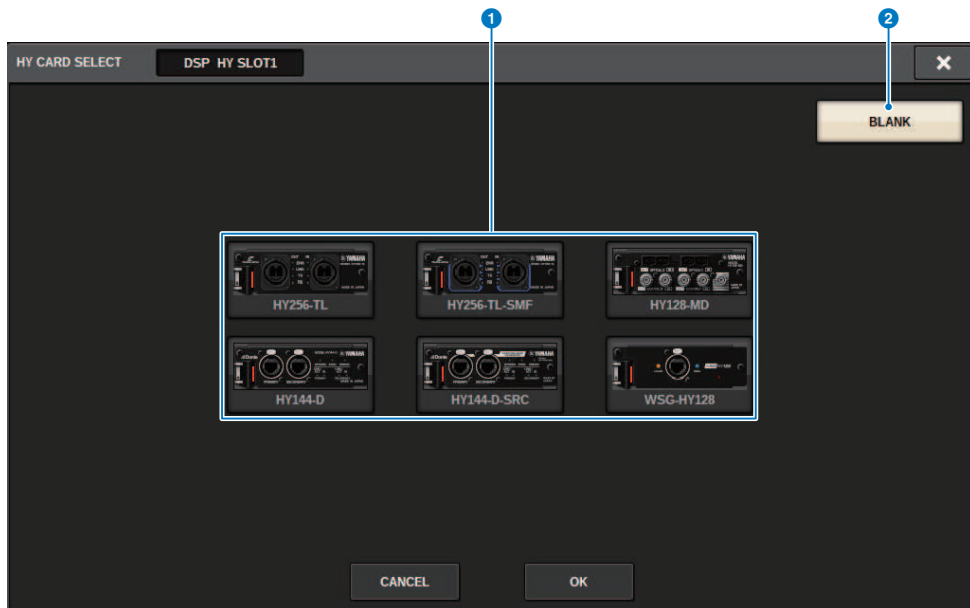 1 2
HY CARD SELECT DSP HY SLOT1
BLANK
HY256-TL HY256-TL-SMF HY128-MD
HY144-D HY144-D-SRC WSG-HY128
CANCEL OK